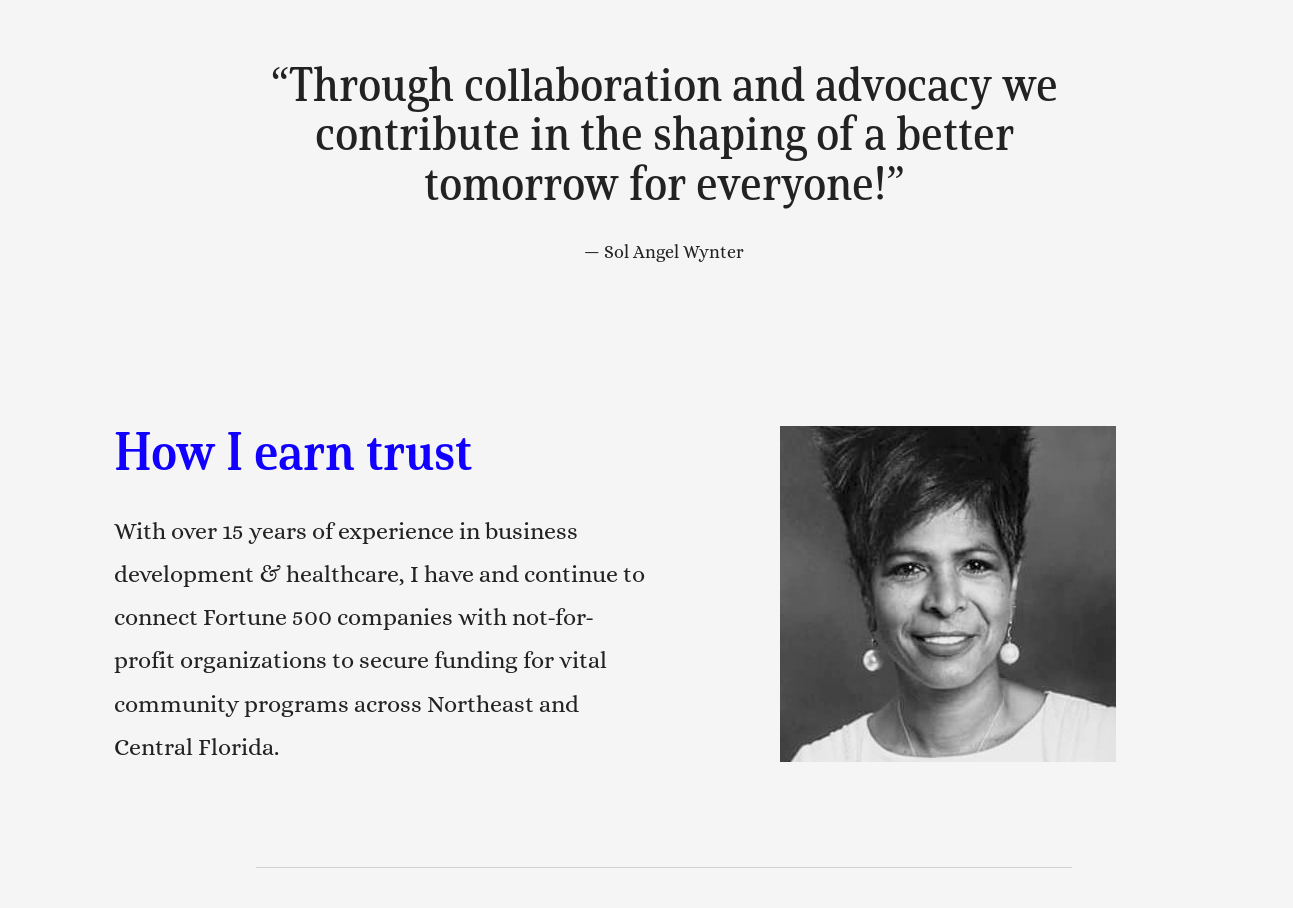 “Through collaboration and advocacy we
contribute in the shaping of a better
tomorrow for everyone!”
— Sol Angel Wynter
How I earn trust
With over 15 years of experience in business
development & healthcare, I have and continue to
connect Fortune 500 companies with not-for-
profit organizations to secure funding for vital
community programs across Northeast and
Central Florida.